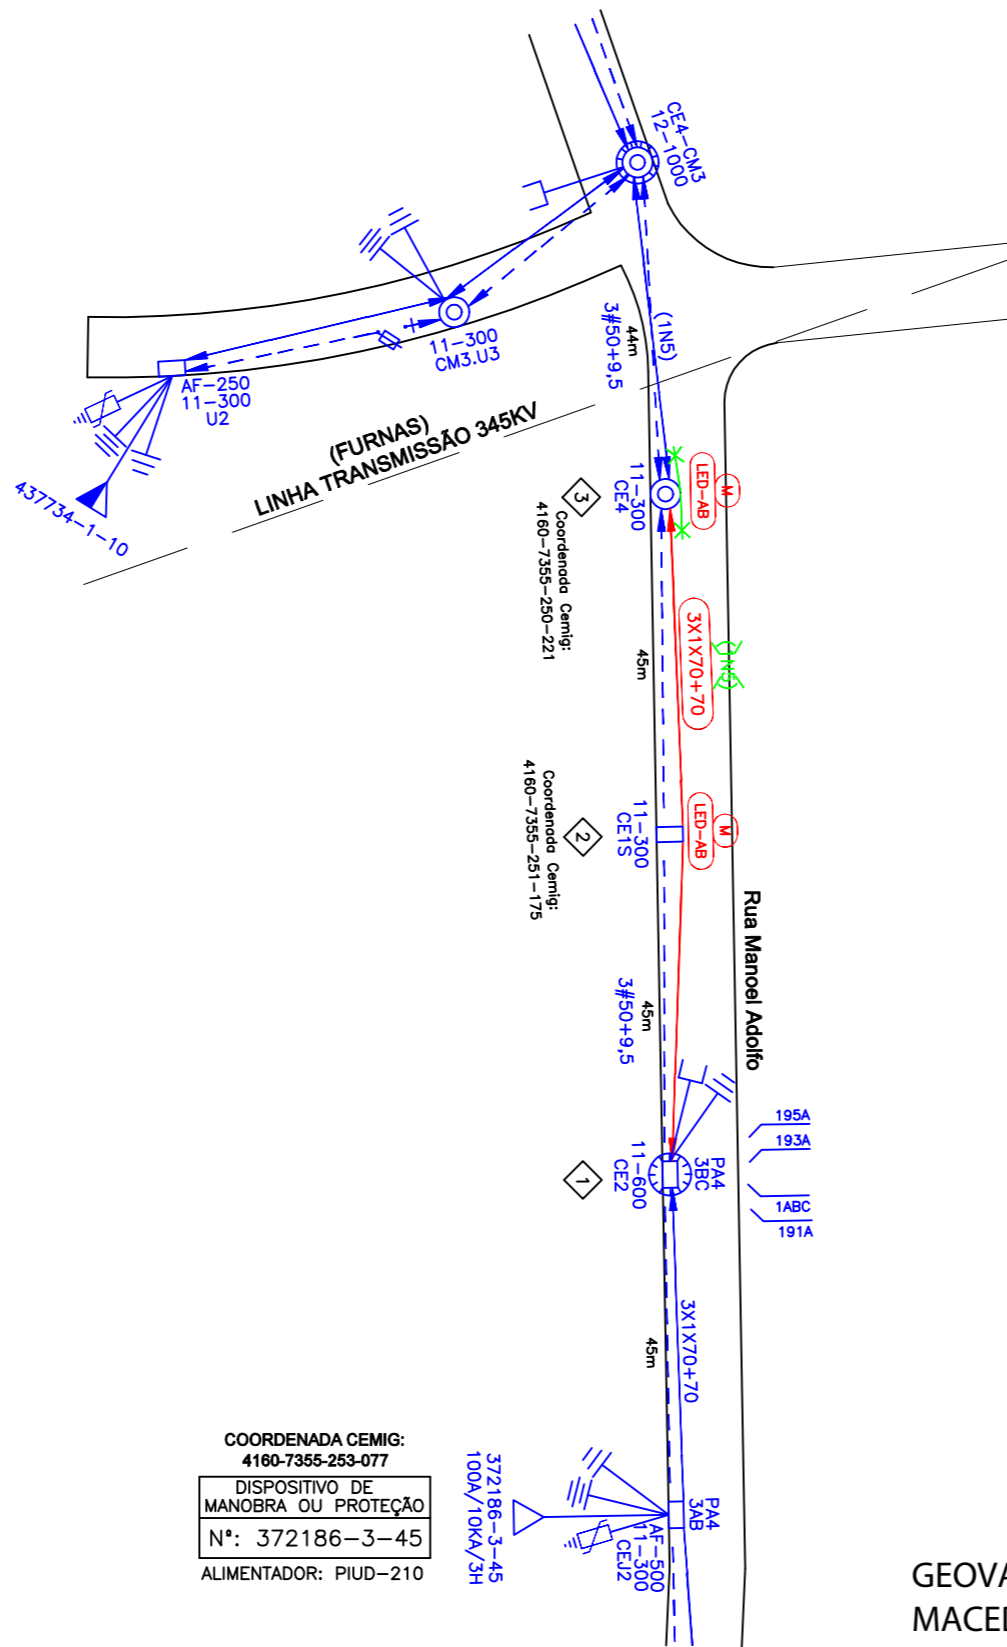 CE4-CM3
12-1000
11-300
CM3.U3
AF-250
11-300
U2
437734-1-10
(FURNAS)
LINHA TRANSMISSÃO 345KV
(1N5)
44m
3#50+9,5
11-300
CE4
3
Coordenada Cemig:
4160-7355-250-221
LED-AB
M
3X1X70+70
(1N5)
45m
LED-AB
M
11-300
CE1S
2
Coordenada Cemig:
4160-7355-251-175
Rua Manoel Adolfo
45m
3#50+9,5
195A
193A
1ABC
191A
PA4
3BC
11-600
CE2
1
3X1X70+70
45m
PA4
3AB
AF-500
11-300
CEJ2
372186-3-45
100A/10KA/3H
COORDENADA CEMIG:
4160-7355-253-077
DISPOSITIVO DE
MANOBRA OU PROTEÇÃO
Nº: 372186-3-45
ALIMENTADOR: PIUD-210
GEOVA